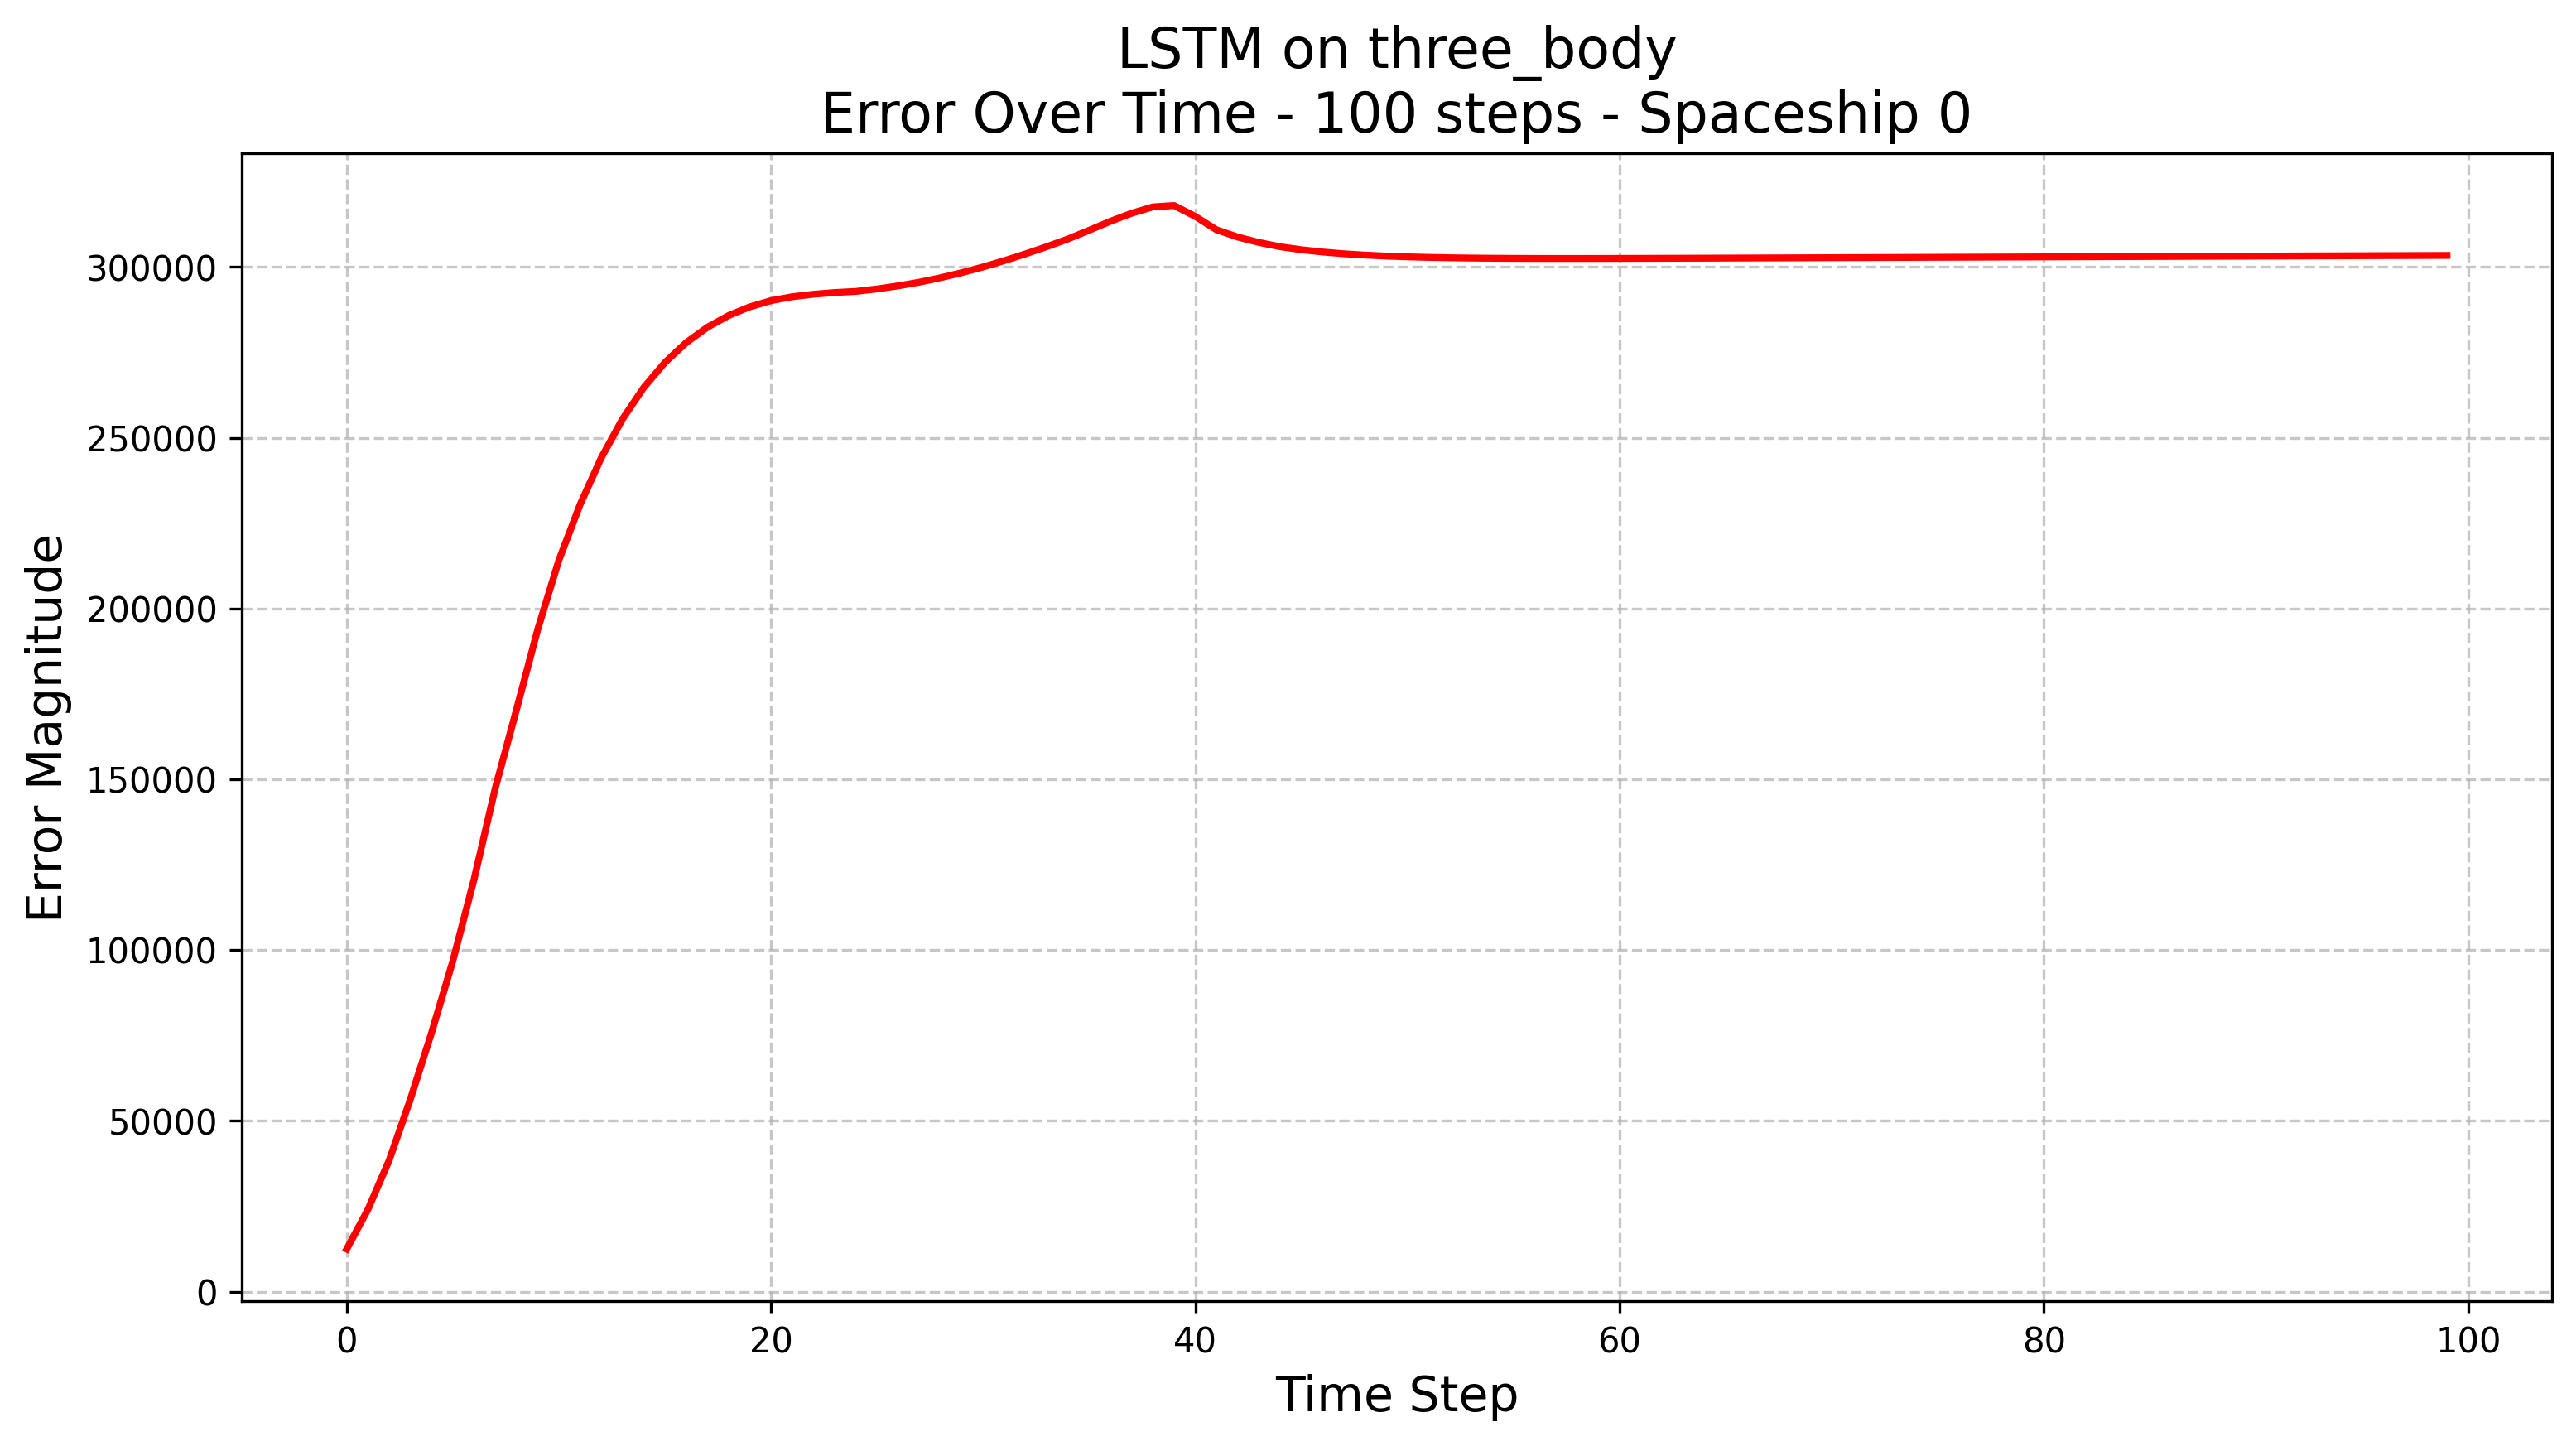 LSTM on three_body
Error Over Time - 100 steps - Spaceship 0
Error Magnitude
300000
250000
200000
150000
100000
50000
0
0 20 40 60 80 100
Time Step